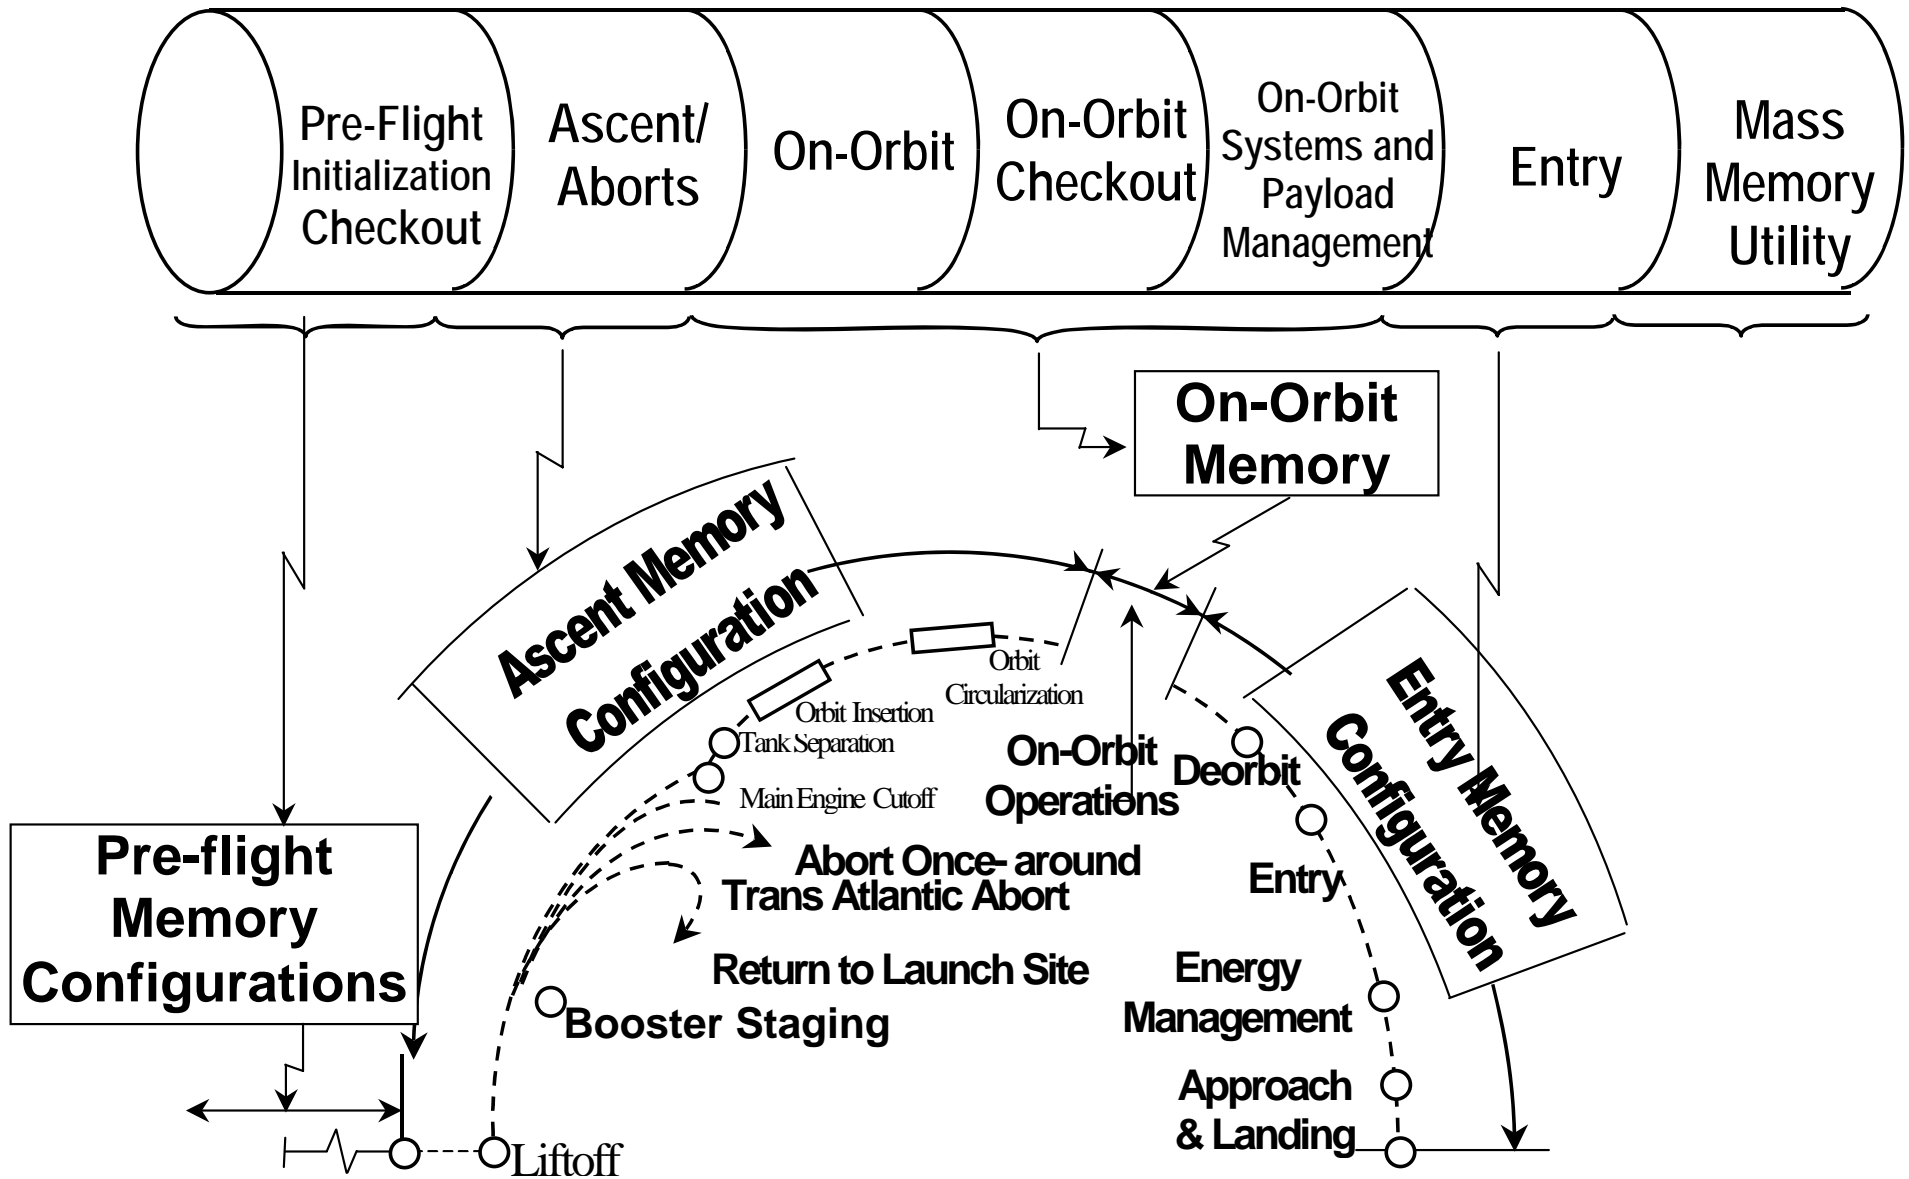 Pre-Flight
Initialization
Checkout
Ascent/
Aborts
On-Orbit
On-Orbit
Checkout
On-Orbit
Systems and
Payload
Management
Entry
Mass
Memory
Utility
On-Orbit
Memory
Ascent Memory
Configuration
Entry Memory
Configuration
Pre-flight
Memory
Configurations
Orbit
Circularization
Orbit Insertion
Tank Separation
Main Engine Cutoff
On-Orbit
Operations
Deorbit
Abort Once- around
Trans Atlantic Abort
Entry
Return to Launch Site
Energy
Management
Booster Staging
Approach
& Landing
Liftoff